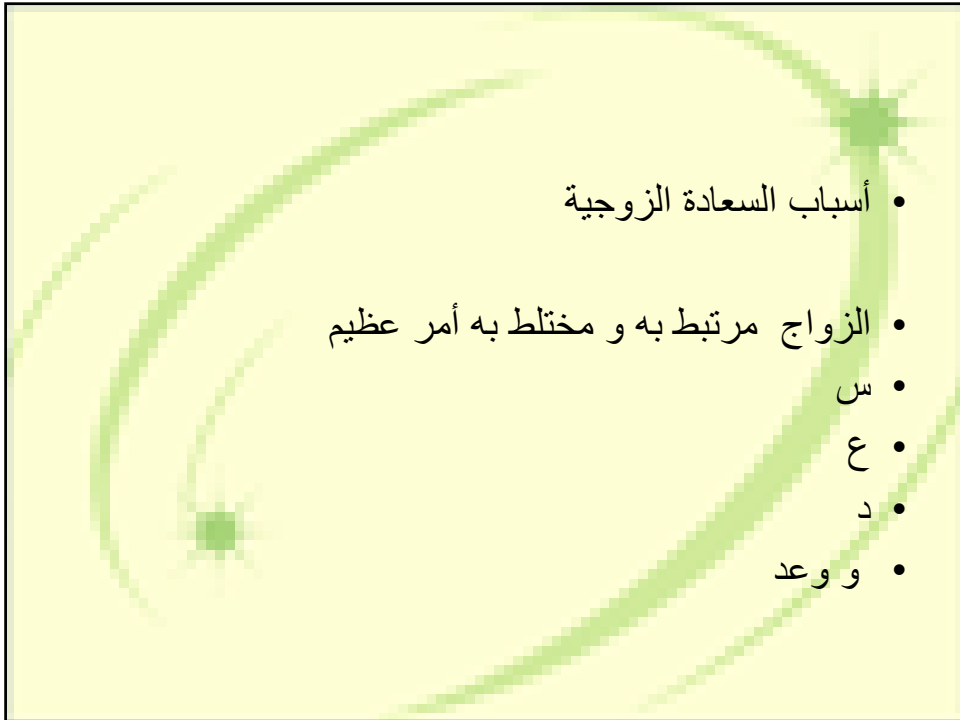 • أسباب السعادة الزوجية
• الزواج مرتبط به و مختلط به أمر عظيم
• س
• ع
• د
• و وعد